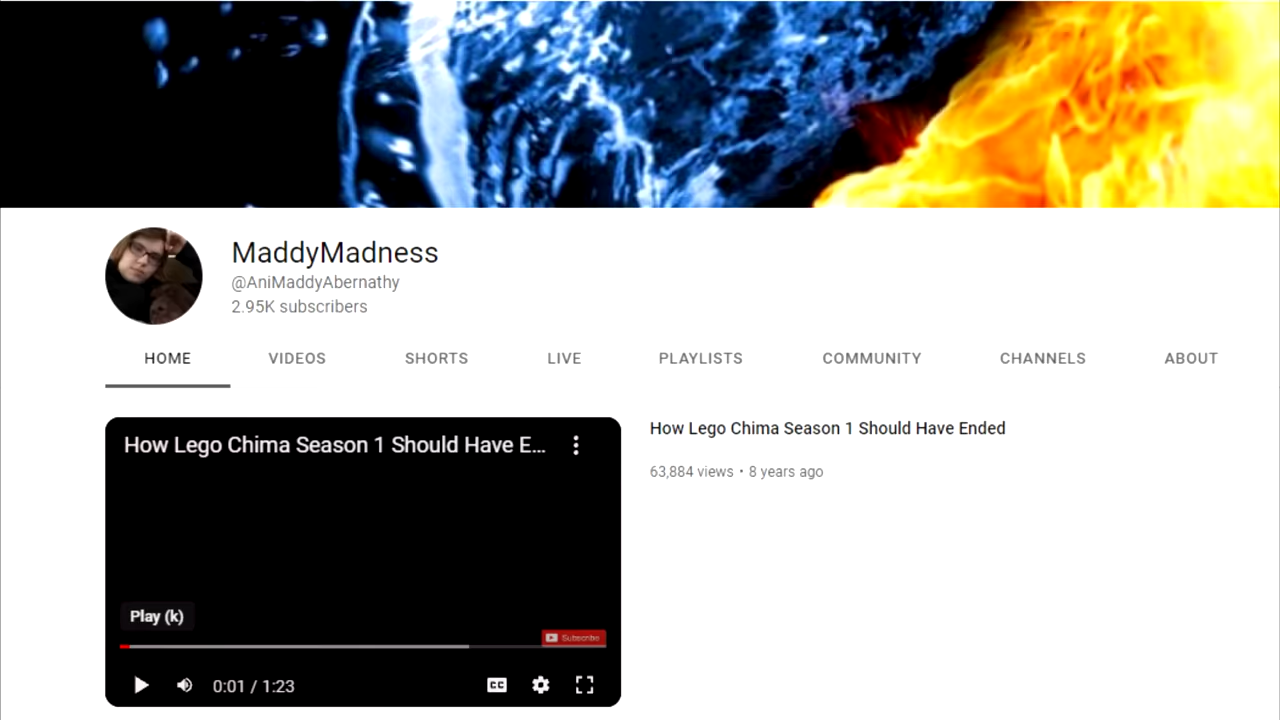 MaddyMadness
@AniMaddyAbernathy
2.95K subscribers
HOME VIDEOS SHORTS LIVE PLAYLISTS COMMUNITY CHANNELS ABOUT
How Lego Chima Season 1 Should Have E...
How Lego Chima Season 1 Should Have Ended
63,884 views • 8 years ago
Play (k)
Subscribe
0:01 / 1:23
CC